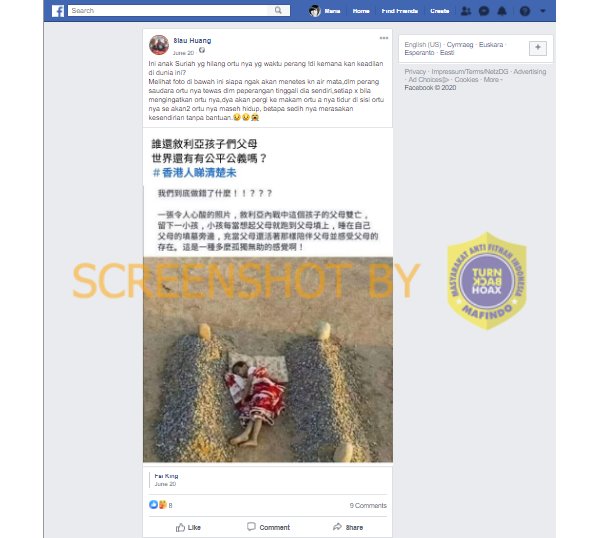 Search
Mana Home Find Friends Create
Siau Huang
June 20
Ini anak Suriah yg hilang ortu nya yg waktu perang !di kemana kan keadilan
di dunia ini?
Melihat foto di bawah ini siapa ngak akan menetes kn air mata,dlm perang
saudara ortu nya tewas dlm peperangan tinggali dia sendiri,setiap x bila
mengingatkan ortu nya,dya akan pergi ke makam ortu a nya tidur di sisi ortu
nya se akan2 ortu nya maseh hidup, betapa sedih nya merasakan
kesendirian tanpa bantuan.
誰還敘利亞孩子們父母
世界還有有公平公義嗎？
＃香港人睇清楚未
我們到底做錯了什麼！！？？？
一張令人心酸的照片，敘利亞內戰中這個孩子的父母雙亡，
留下一小孩，小孩每當想起父母就跑到父母墳上，睡在自己
父母的墳墓旁邊，充當父母還活著那樣陪伴父母並感受父母的
存在。這是一種多麼孤獨無助的感覺啊！
SCREENSHOT BY
MASYARAKAT ANTI FITNAH INDONESIA
TURN
BACK
HOAX
MAFINDO
Fai King
June 20
8
9 Comments
Like Comment Share
English (US) · Cymraeg · Euskara ·
Esperanto · Eesti
Privacy · Impressum/Terms/NetzDG · Advertising
· Ad Choices · Cookies · More
Facebook © 2020